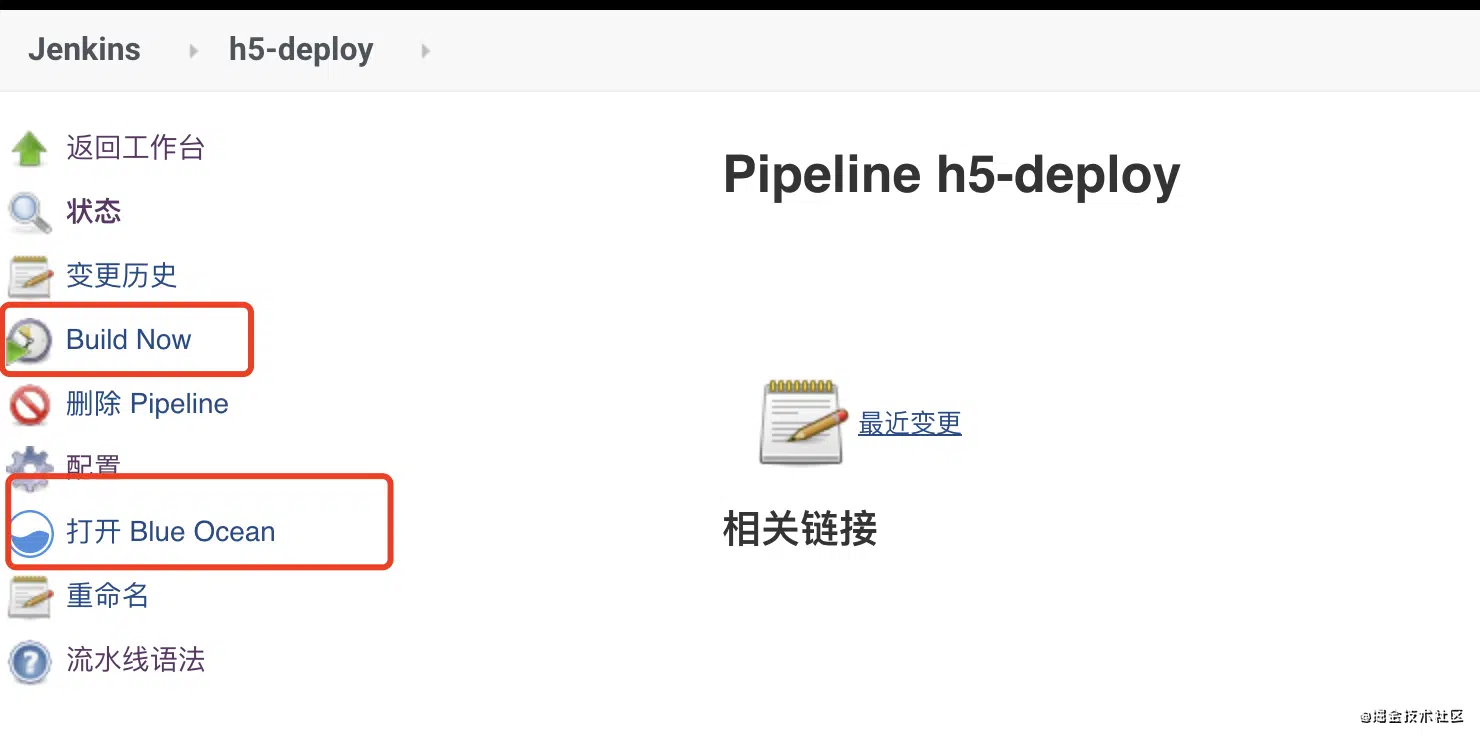 Jenkins h5-deploy
返回工作台
状态
变更历史
Build Now
删除 Pipeline
配置
打开 Blue Ocean
重命名
流水线语法
Pipeline h5-deploy
最近变更
相关链接
@掘金技术社区